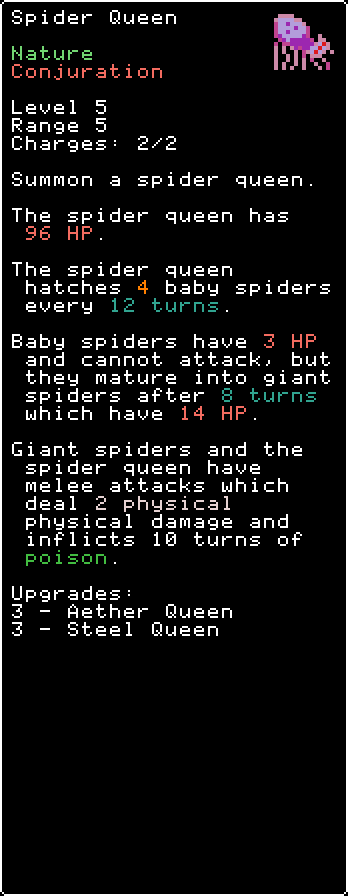 Spider Queen
Nature
Conjuration
Level 5
Range 5
Charges: 2/2
Summon a spider queen.
The spider queen has
96 HP.
The spider queen
hatches 4 baby spiders
every 12 turns.
Baby spiders have 3 HP
and cannot attack, but
they mature into giant
spiders after 8 turns
which have 14 HP.
Giant spiders and the
spider queen have
melee attacks which
deal 2 physical
physical damage and
inflicts 10 turns of
poison.
Upgrades:
3 - Aether Queen
3 - Steel Queen